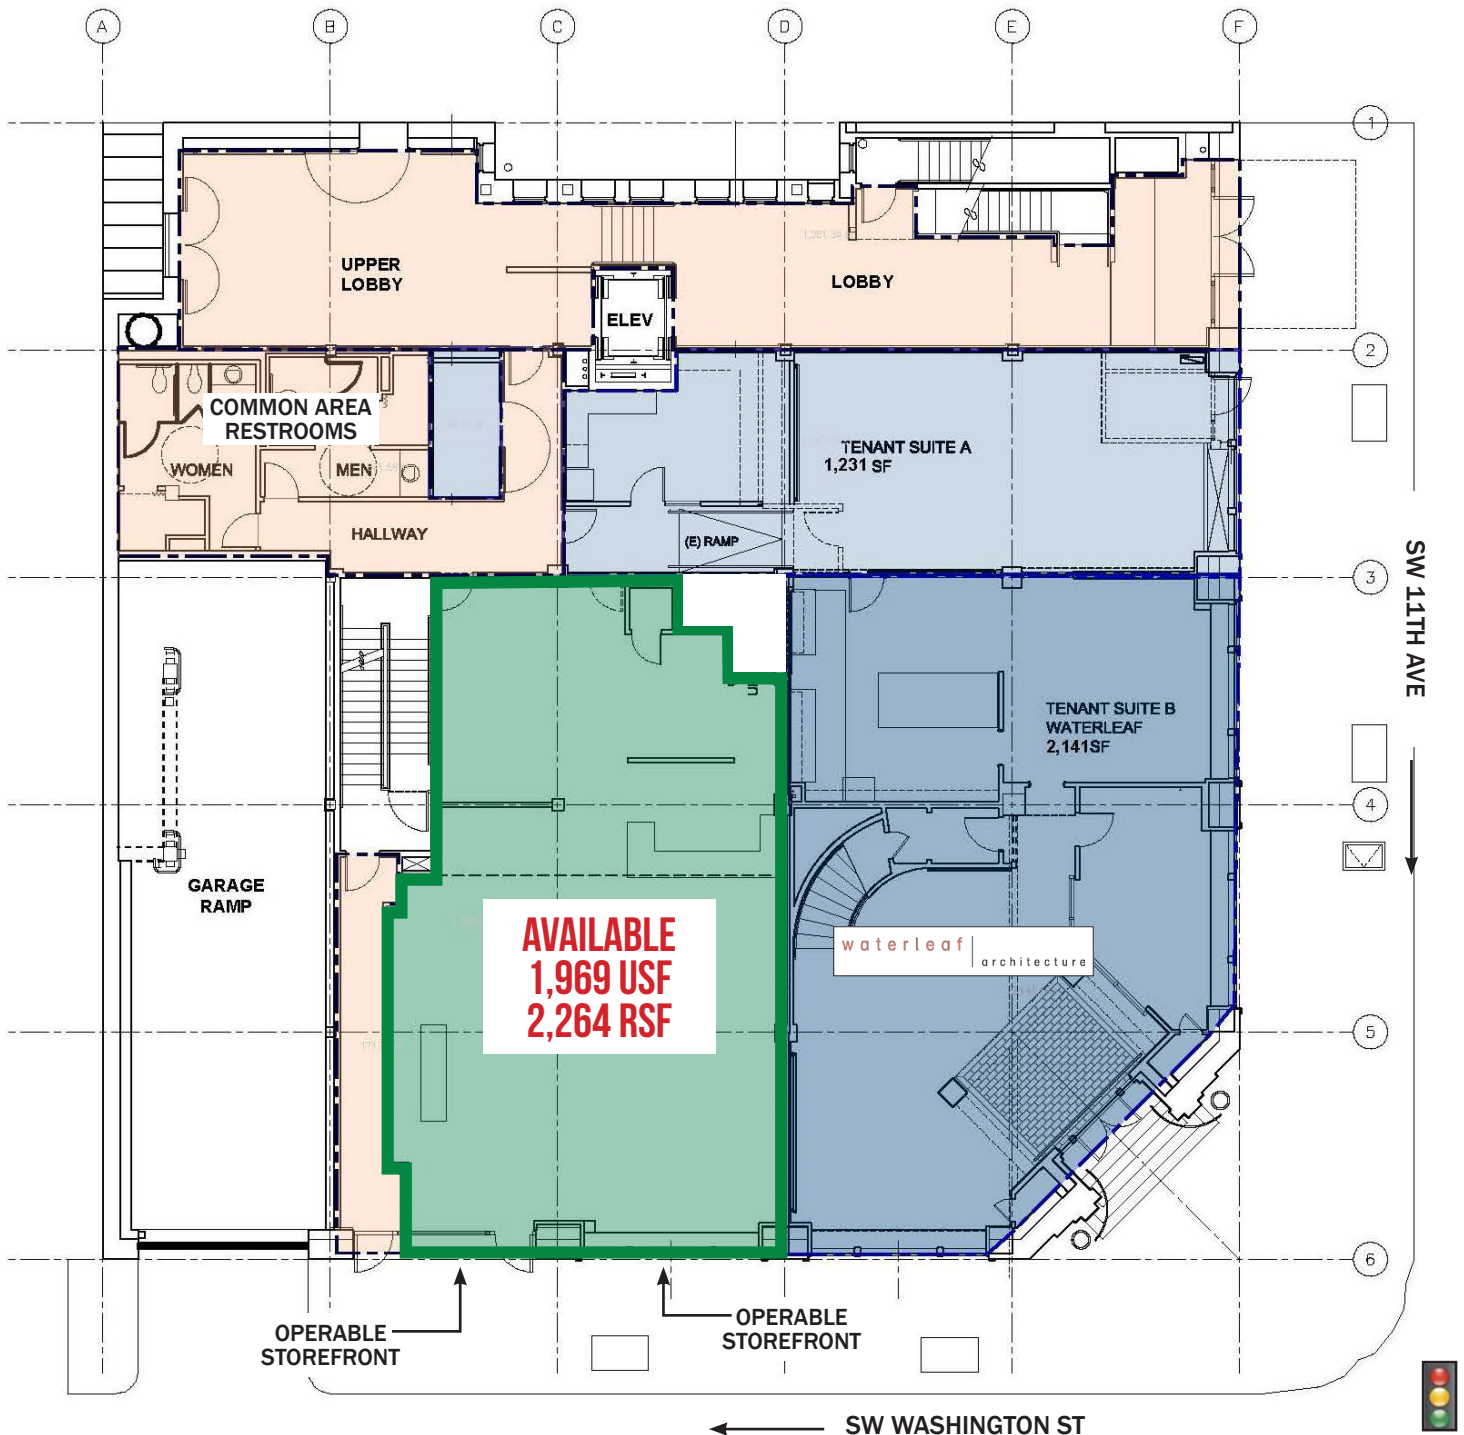 A
B
C
D
E
F
1
UPPER
LOBBY
LOBBY
ELEV
2
COMMON AREA
RESTROOMS
WOMEN
MEN
TENANT SUITE A
1,231 SF
HALLWAY
(E) RAMP
SW 11TH AVE
3
TENANT SUITE B
WATERLEAF
2,141SF
4
GARAGE
RAMP
AVAILABLE
1,969 USF
2,264 RSF
waterleaf
architecture
5
6
OPERABLE
STOREFRONT
OPERABLE
STOREFRONT
SW WASHINGTON ST